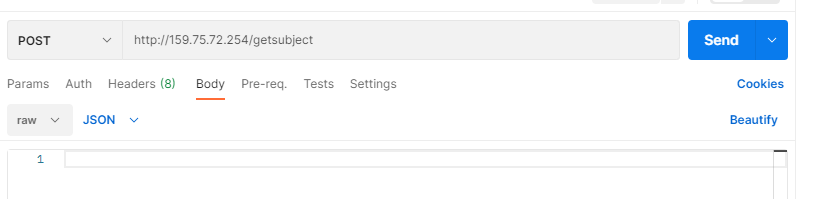 POST http://159.75.72.254/getsubject Send
Params Auth Headers (8) Body Pre-req. Tests Settings Cookies
raw JSON Beautify
1